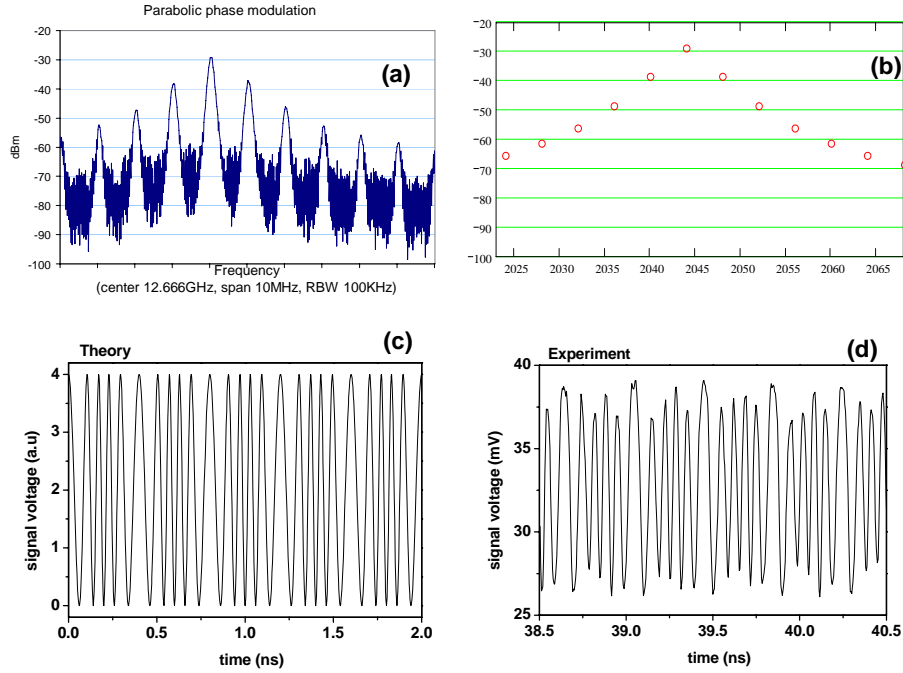 Parabolic phase modulation
(a)
-20
-30
-40
-50
-60
-70
-80
-90
-100
dBm
Frequency
(center 12.666GHz, span 10MHz, RBW 100KHz)
(b)
−20
−30
−40
−50
−60
−70
−80
−90
−100
2025 2030 2035 2040 2045 2050 2055 2060 2065
(c)
Theory
4
3
2
1
0
signal voltage (a.u)
0.0 0.5 1.0 1.5 2.0
time (ns)
(d)
Experiment
40
35
30
25
signal voltage (mV)
38.5 39.0 39.5 40.0 40.5
time (ns)